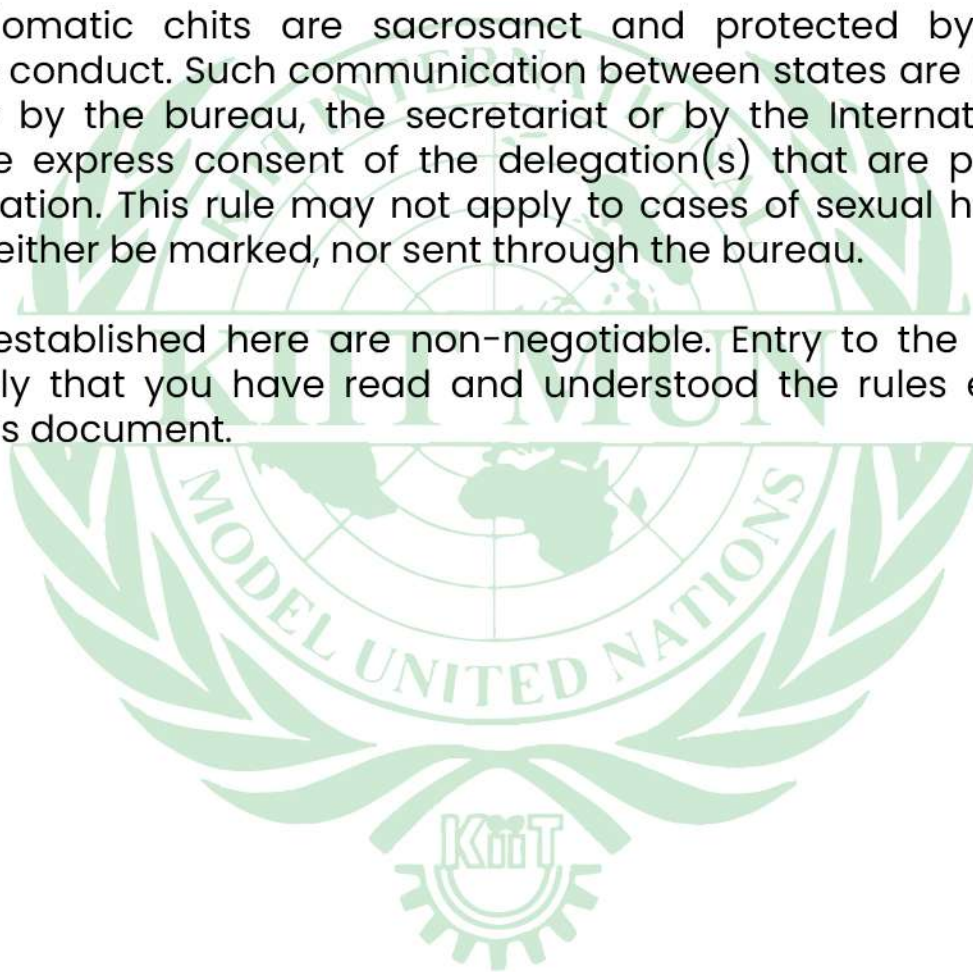 omatic chits are sacrosanct and protected by
conduct. Such communication between states are
by the bureau, the secretariat or by the Internat
e express consent of the delegation(s) that are p
ation. This rule may not apply to cases of sexual h
either be marked, nor sent through the bureau.
established here are non-negotiable. Entry to the
ly that you have read and understood the rules e
s document.
KIIT INTERNATIONAL
KIIT MUN
MODEL UNITED NATIONS
KiiT